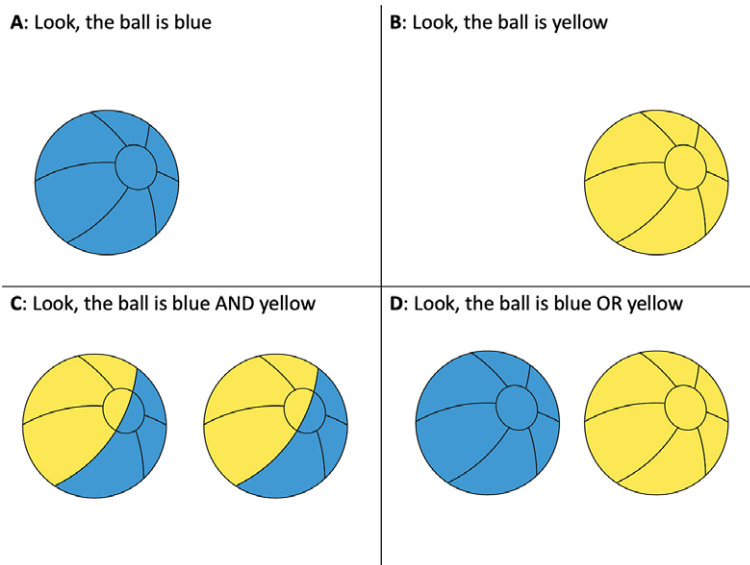 A: Look, the ball is blue
B: Look, the ball is yellow
C: Look, the ball is blue AND yellow
D: Look, the ball is blue OR yellow